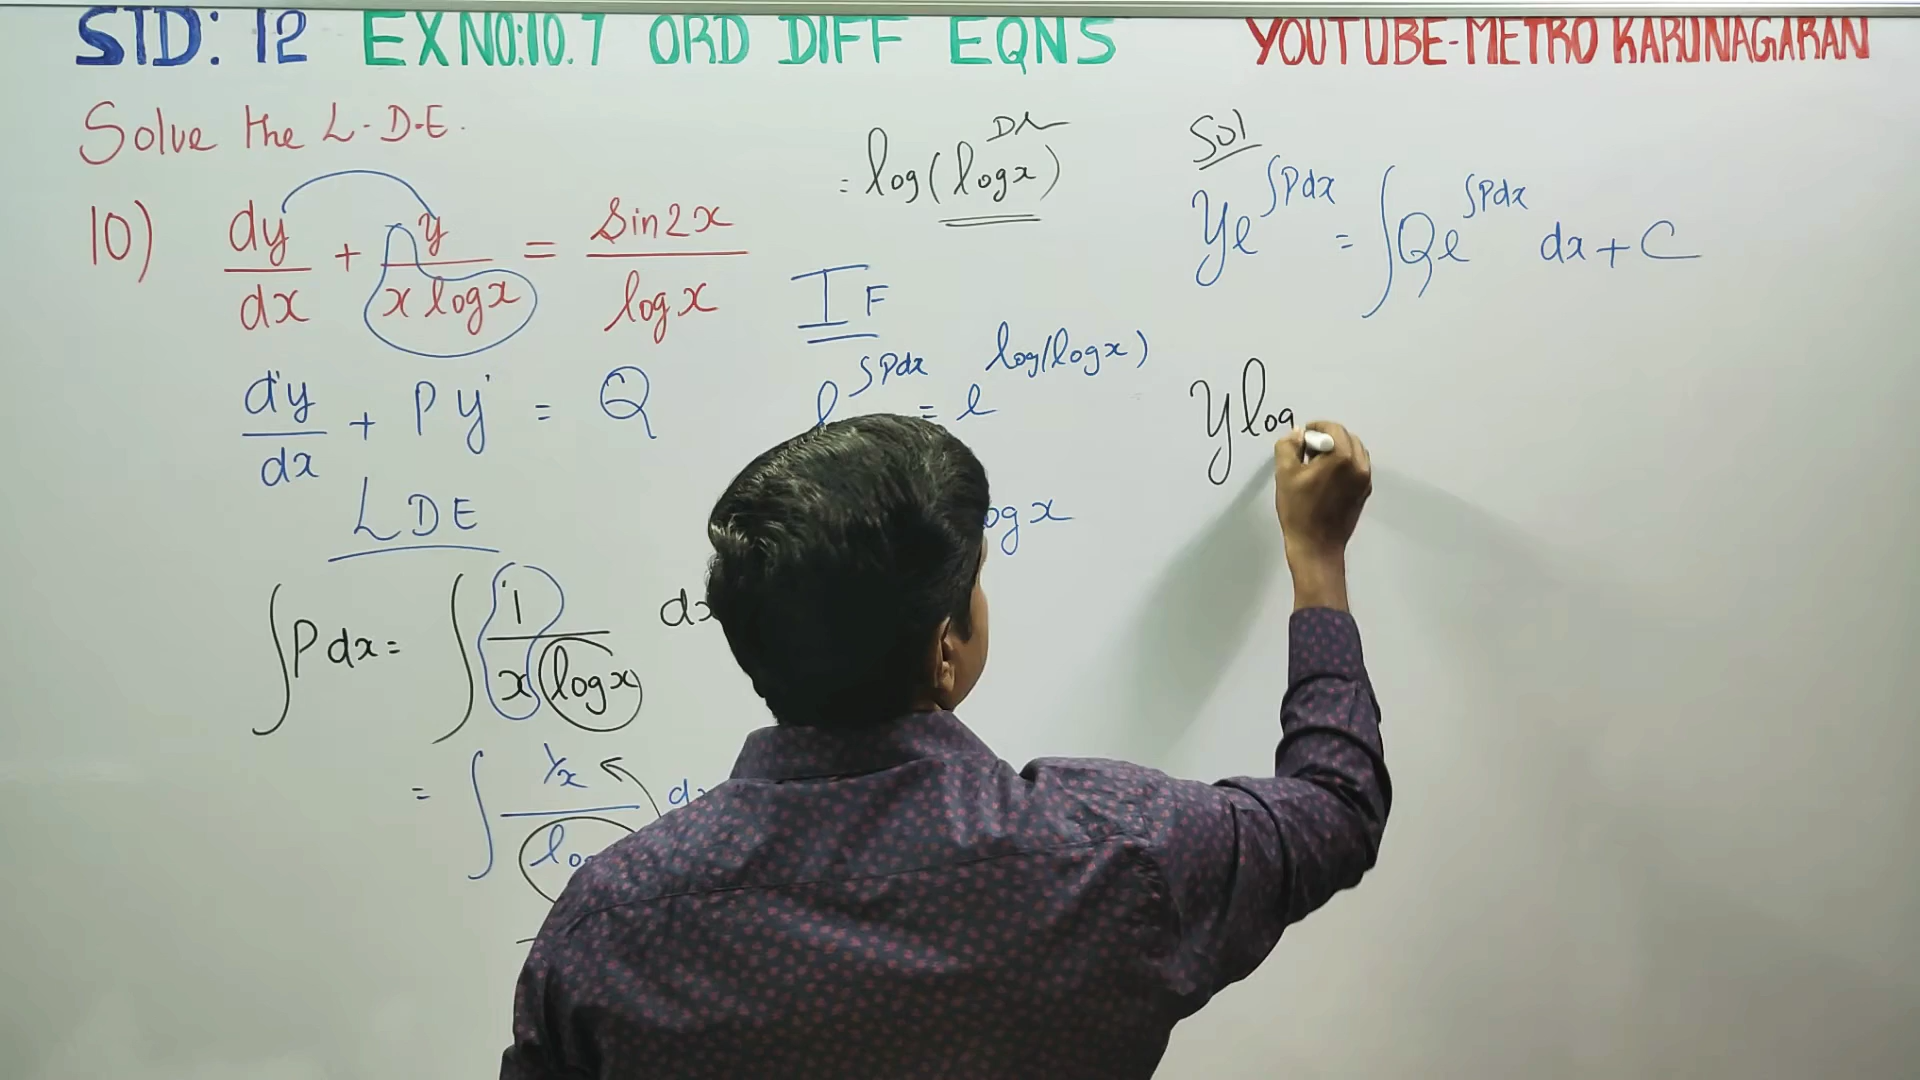 STD: 12 EX NO:10.7 ORD DIFF EQNS YOUTUBE-METRO KARUNAGARAN
Solve the L.D.E.
10) dy/dx + y/(x log x) = Sin2x/log x
dy/dx + Py = Q
LDE
∫Pdx = ∫ 1/(x(log x)) dx
= ∫ (1/x)/
= log(log x)
Dr
IF
e^∫Pdx = e^log(log x)
Sol
Ye^∫Pdx = ∫Qe^∫Pdx dx + C
Y log